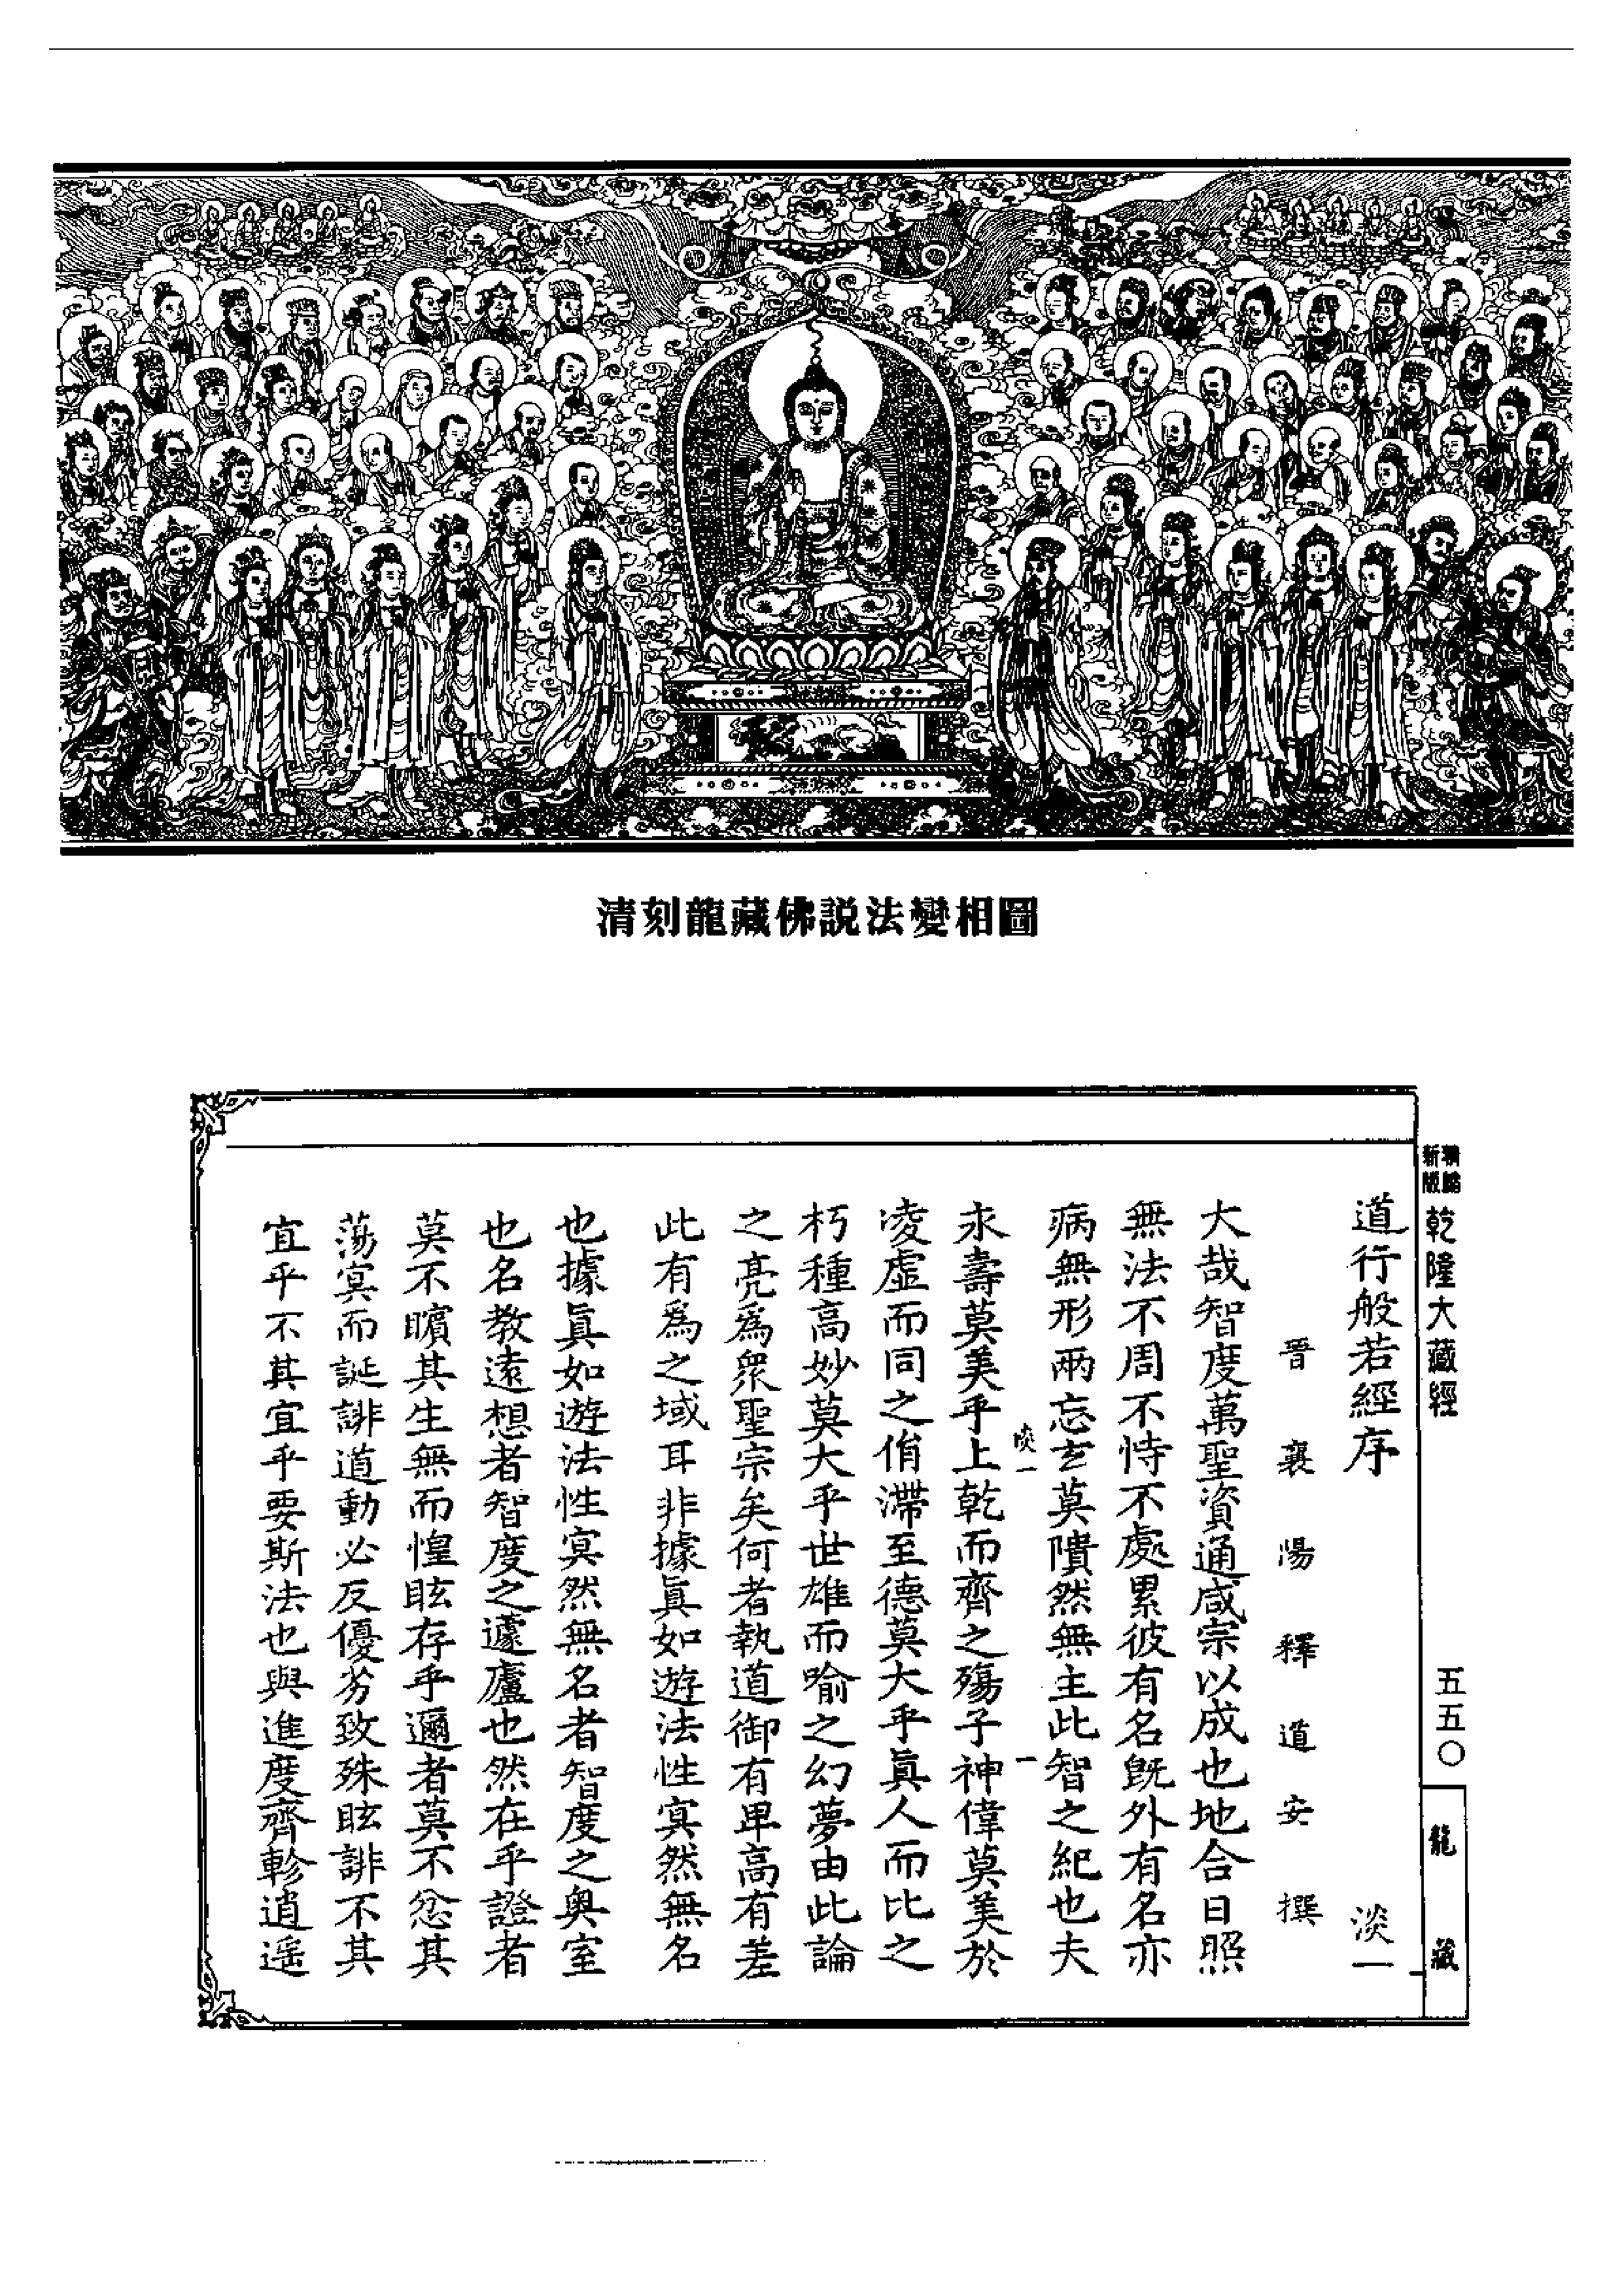 清刻龍藏佛説法變相圖
新版
乾隆大藏經
五五〇
龍藏
道行般若經序 淡一
晉襄陽釋道安撰
大哉智度萬聖資通咸宗以成也地合日照
無法不周不恃不處累彼有名既外有名亦
病無形兩忘玄莫隤然無主此智之紀也夫
淡一 一
永壽莫美乎上乾而齊之殤子神偉莫美於
凌虛而同之俏滯至德莫大乎真人而比之
朽種高妙莫大乎世雄而喻之幻夢由此論
之亮爲衆聖宗矣何者執道御有卑高有差
此有爲之域耳非據真如遊法性冥然無名
也據真如遊法性冥然無名者智度之奥室
也名教遠想者智度之蘧廬也然在乎證者
莫不曠其生無而惶眩存乎邇者莫不忿其
蕩冥而誕誹道動必反優劣致殊眩誹不其
宜乎不其宜乎要斯法也與進度齊軫逍遥